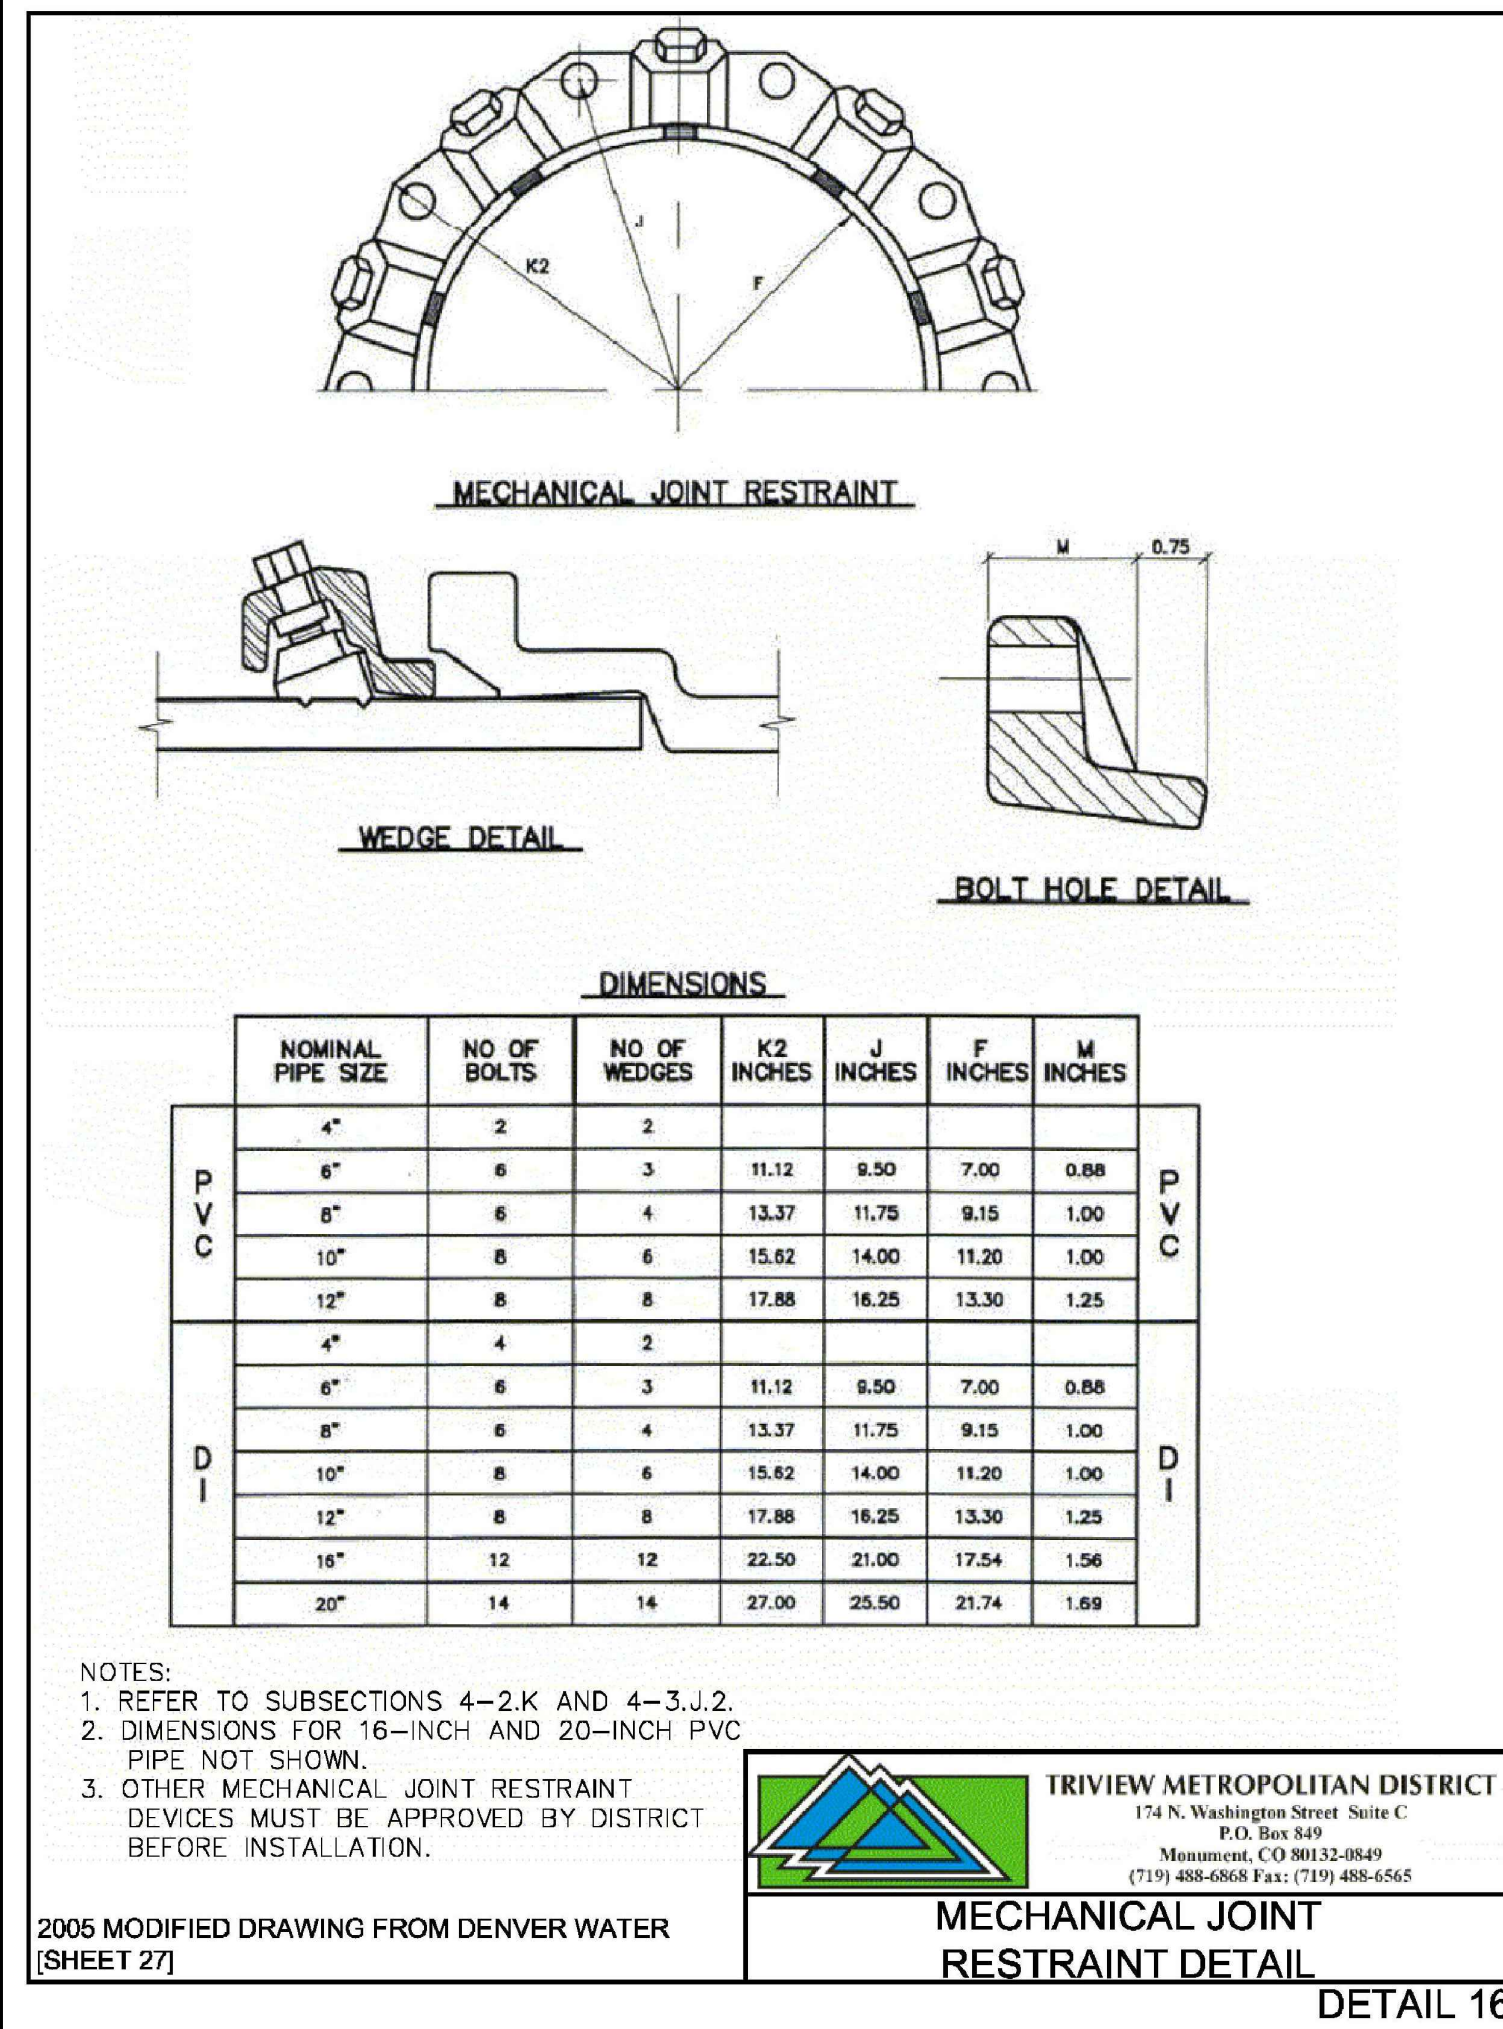 J
K2
F
MECHANICAL JOINT RESTRAINT
M 0.75
WEDGE DETAIL
BOLT HOLE DETAIL
DIMENSIONS
NOMINAL PIPE SIZE NO OF BOLTS NO OF WEDGES K2 INCHES J INCHES F INCHES M INCHES
PVC PVC
4" 2 2
6" 6 3 11.12 9.50 7.00 0.88
8" 6 4 13.37 11.75 9.15 1.00
10" 8 6 15.62 14.00 11.20 1.00
12" 8 8 17.88 16.25 13.30 1.25
DI DI
4" 4 2
6" 6 3 11.12 9.50 7.00 0.88
8" 6 4 13.37 11.75 9.15 1.00
10" 8 6 15.62 14.00 11.20 1.00
12" 8 8 17.88 16.25 13.30 1.25
16" 12 12 22.50 21.00 17.54 1.56
20" 14 14 27.00 25.50 21.74 1.69
NOTES:
1. REFER TO SUBSECTIONS 4-2.K AND 4-3.J.2.
2. DIMENSIONS FOR 16-INCH AND 20-INCH PVC
PIPE NOT SHOWN.
3. OTHER MECHANICAL JOINT RESTRAINT
DEVICES MUST BE APPROVED BY DISTRICT
BEFORE INSTALLATION.
2005 MODIFIED DRAWING FROM DENVER WATER
[SHEET 27]
TRIVIEW METROPOLITAN DISTRICT
174 N. Washington Street Suite C
P.O. Box 849
Monument, CO 80132-0849
(719) 488-6868 Fax: (719) 488-6565
MECHANICAL JOINT
RESTRAINT DETAIL
DETAIL 16